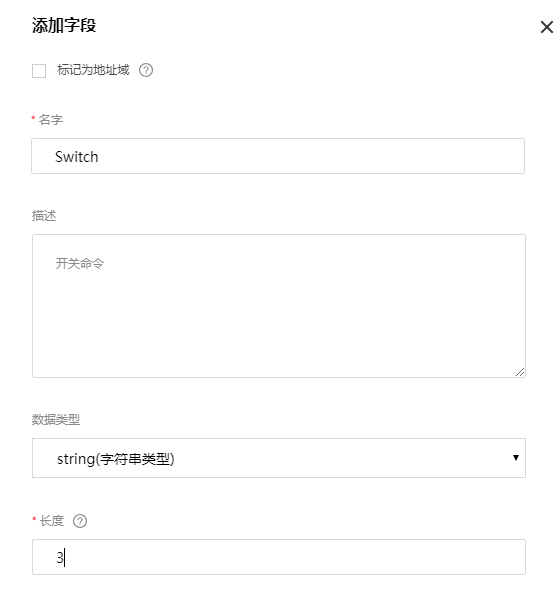 添加字段
标记为地址域
* 名字
Switch
描述
开关命令
数据类型
string(字符串类型)
* 长度
3